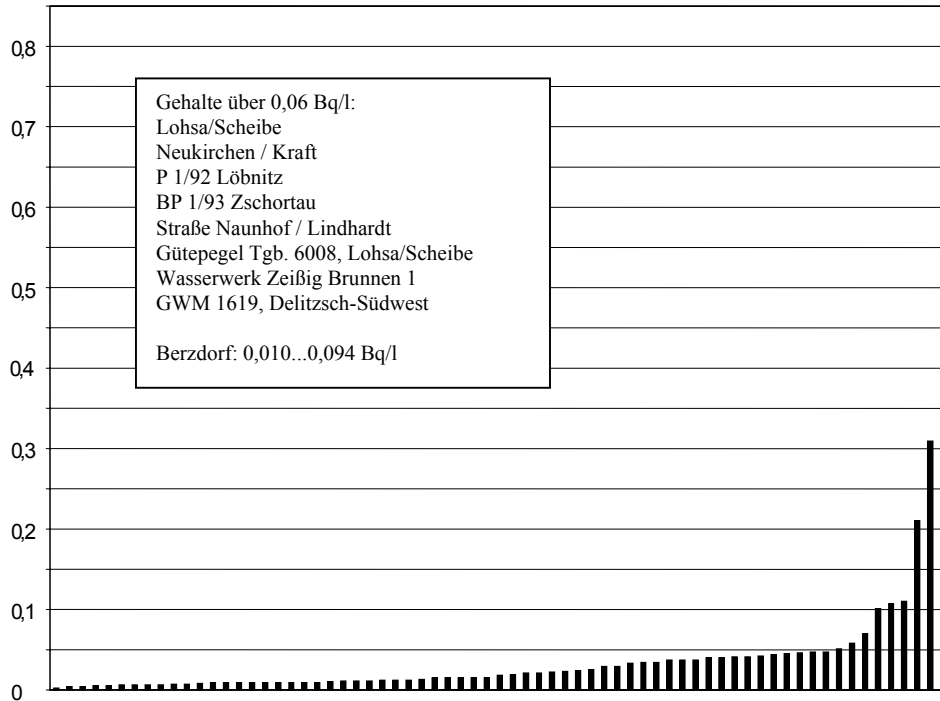 0,8
0,7
0,6
0,5
0,4
0,3
0,2
0,1
0
Gehalte über 0,06 Bq/l:
Lohsa/Scheibe
Neukirchen / Kraft
P 1/92 Löbnitz
BP 1/93 Zschortau
Straße Naunhof / Lindhardt
Gütepegel Tgb. 6008, Lohsa/Scheibe
Wasserwerk Zeißig Brunnen 1
GWM 1619, Delitzsch-Südwest
Berzdorf: 0,010...0,094 Bq/l